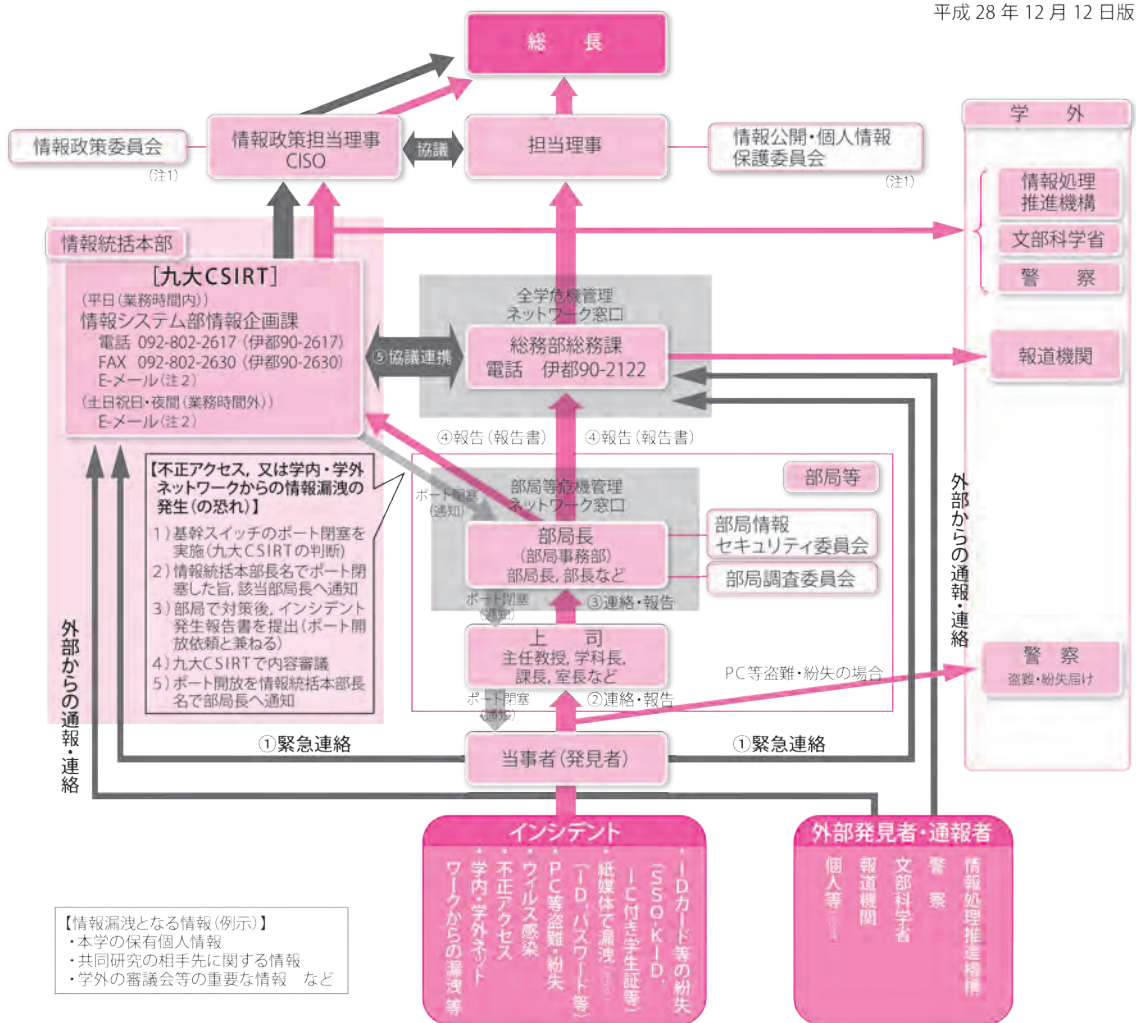 平成 28 年 12 月 12 日版
総　長
情報政策委員会
(注1)
情報政策担当理事
CISO
協議
担当理事
情報公開・個人情報
保護委員会
(注1)
学　外
情報処理
推進機構
文部科学省
警　察
報道機関
警　察
盗難・紛失届け
情報統括本部
[九大CSIRT]
(平日(業務時間内))
情報システム部情報企画課
電話 092-802-2617 (伊都90-2617)
FAX 092-802-2630 (伊都90-2630)
E-メール(注2)
(土日祝日・夜間(業務時間外))
E-メール(注2)
⑤協議連携
全学危機管理
ネットワーク窓口
総務部総務課
電話　伊都90-2122
④報告(報告書)
④報告(報告書)
【不正アクセス, 又は学内・学外
ネットワークからの情報漏洩の
発生(の恐れ)】
1)基幹スイッチのポート閉塞を
実施(九大CSIRTの判断)
2)情報統括本部長名でポート閉
塞した旨, 該当部局長へ通知
3)部局で対策後, インシデント
発生報告書を提出(ポート開
放依頼と兼ねる)
4)九大CSIRTで内容審議
5)ポート開放を情報統括本部長
名で部局長へ通知
ポート閉塞
(通知)
部局等危機管理
ネットワーク窓口
部局長
(部局事務部)
部局長, 部長など
部局等
部局情報
セキュリティ委員会
部局調査委員会
ポート閉塞
(通知)
③連絡・報告
上　司
主任教授, 学科長,
課長, 室長など
PC等盗難・紛失の場合
ポート閉塞
(通知)
②連絡・報告
外部からの通報・連絡
外部からの通報・連絡
①緊急連絡
当事者(発見者)
①緊急連絡
インシデント
・IDカード等の紛失
(SSO-KID,
IC付き学生証等)
・紙媒体で漏洩
(ID, パスワード等)
・PC等盗難・紛失
・ウイルス感染
・不正アクセス
・学内・学外ネット
ワークからの漏洩 等
外部発見者・通報者
情報処理推進機構
警　察
文部科学省
報道機関
個人等
【情報漏洩となる情報(例示)】
・本学の保有個人情報
・共同研究の相手先に関する情報
・学外の審議会等の重要な情報　など